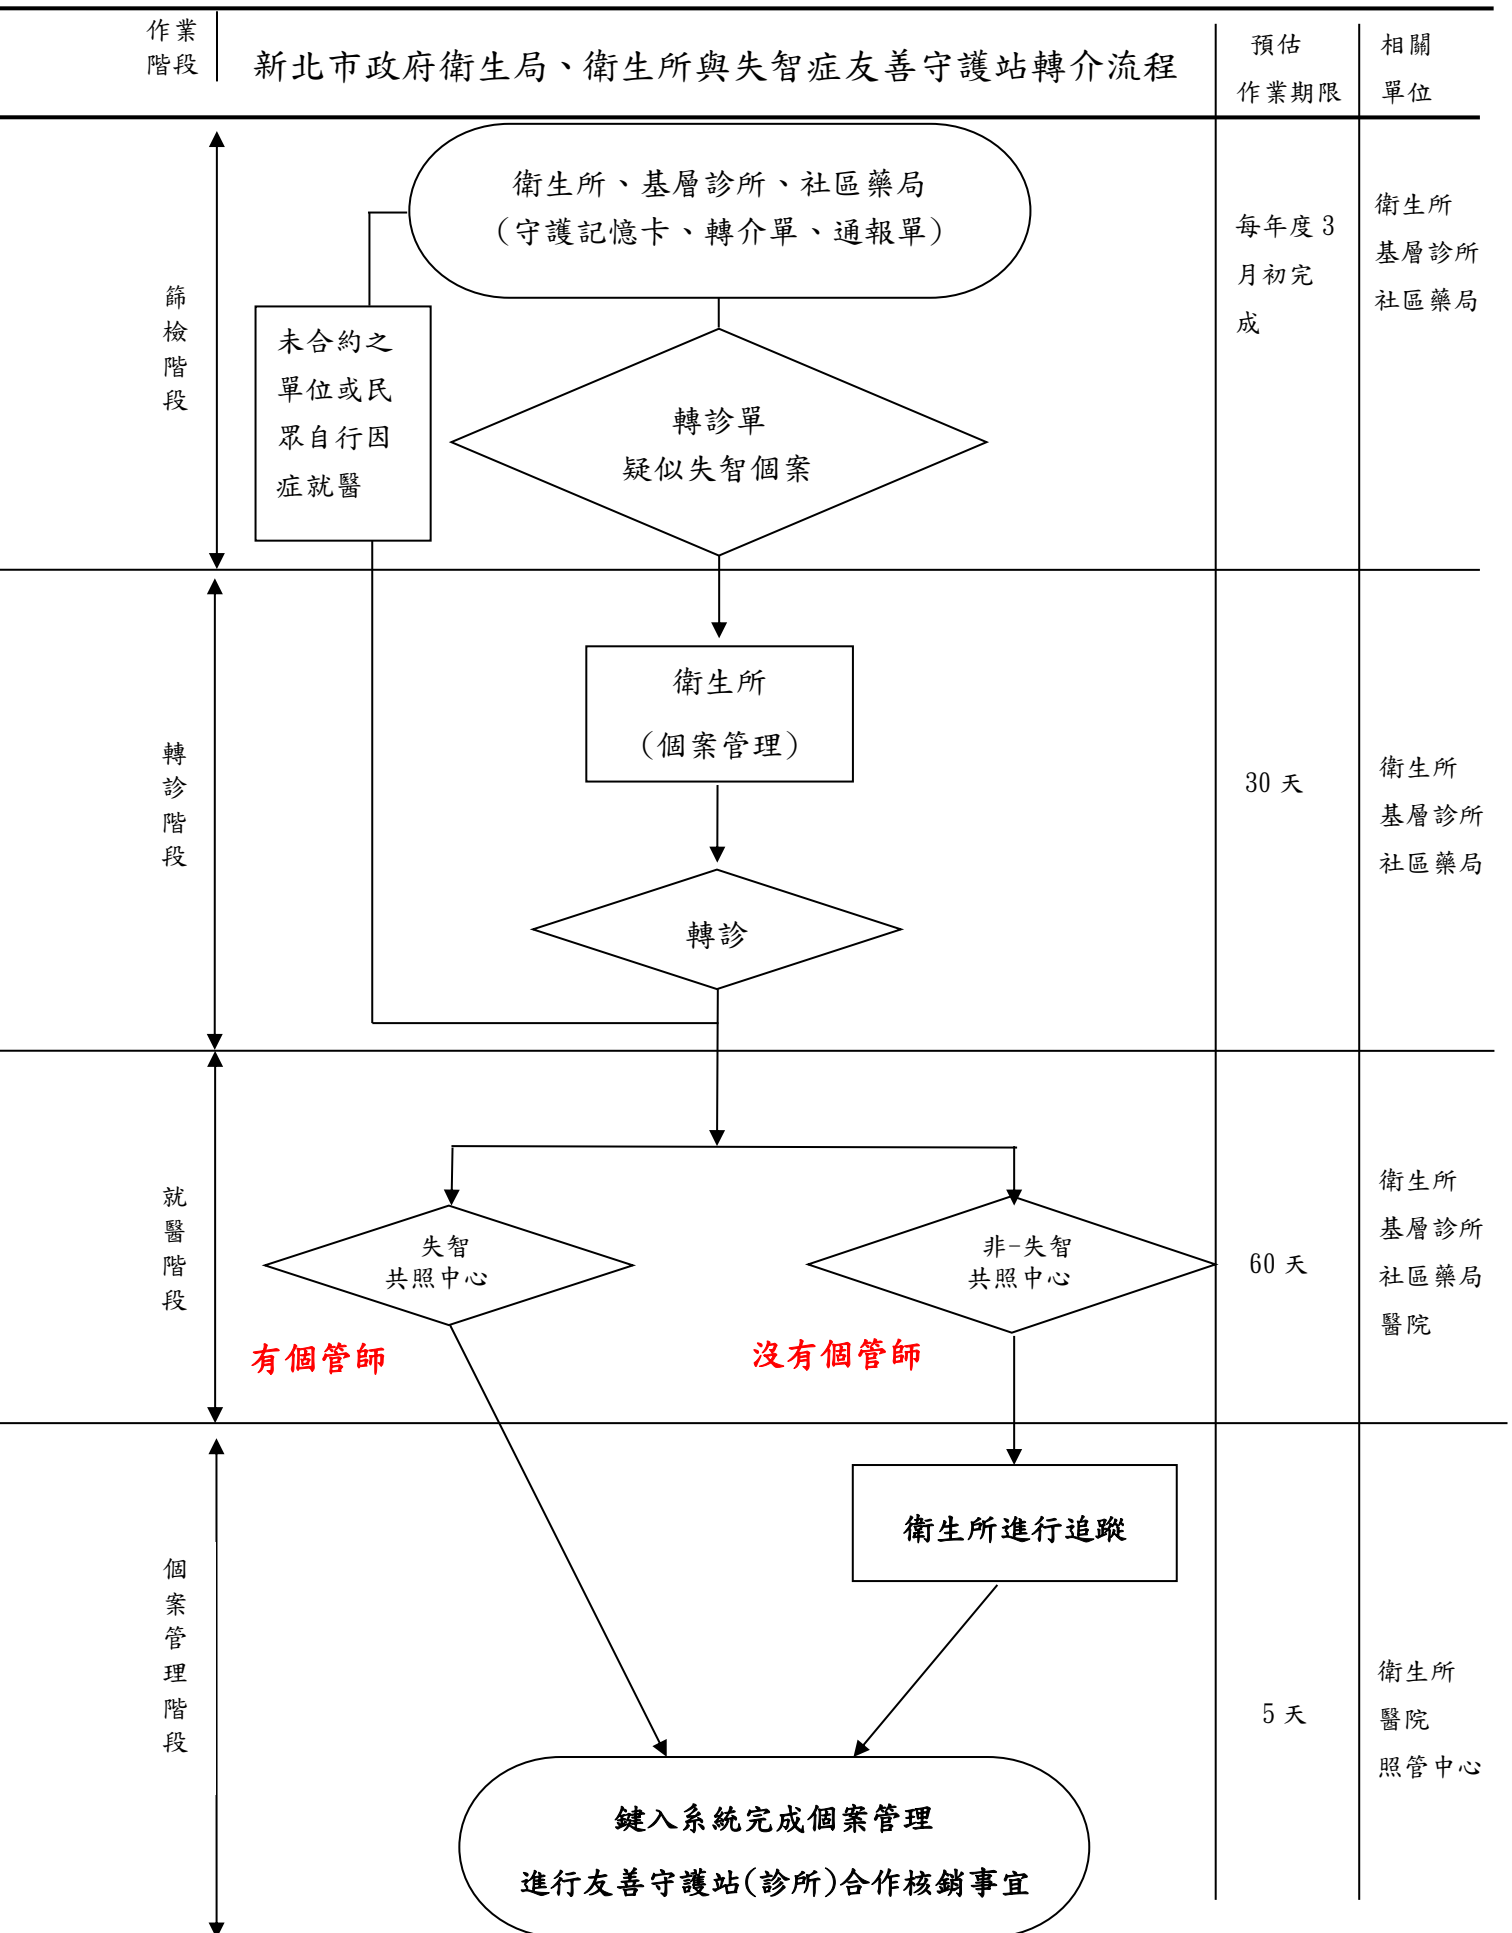 作業
階段
新北市政府衛生局、衛生所與失智症友善守護站轉介流程
預估
作業期限
相關
單位
篩檢階段
衛生所、基層診所、社區藥局
(守護記憶卡、轉介單、通報單)
未合約之
單位或民
眾自行因
症就醫
轉診單
疑似失智個案
每年度3
月初完
成
衛生所
基層診所
社區藥局
轉診階段
衛生所
(個案管理)
轉診
30 天
衛生所
基層診所
社區藥局
就醫階段
失智
共照中心
非-失智
共照中心
有個管師
沒有個管師
60 天
衛生所
基層診所
社區藥局
醫院
個案管理階段
衛生所進行追蹤
鍵入系統完成個案管理
進行友善守護站(診所)合作核銷事宜
5 天
衛生所
醫院
照管中心